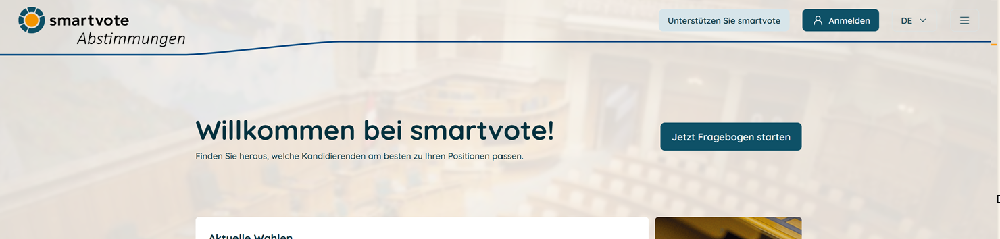 smartvote
Abstimmungen
Unterstützen Sie smartvote
Anmelden
DE
Willkommen bei smartvote!
Finden Sie heraus, welche Kandidierenden am besten zu Ihren Positionen passen.
Jetzt Fragebogen starten
Aktuelle Wahlen